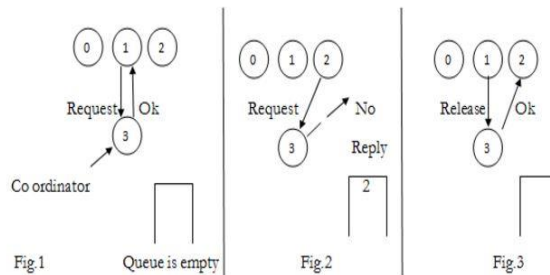 0 1 2
Request Ok
3
Co ordinator
Fig.1 Queue is empty
0 1 2
Request No
3
Reply
2
Fig.2
0 1 2
Release Ok
3
Fig.3